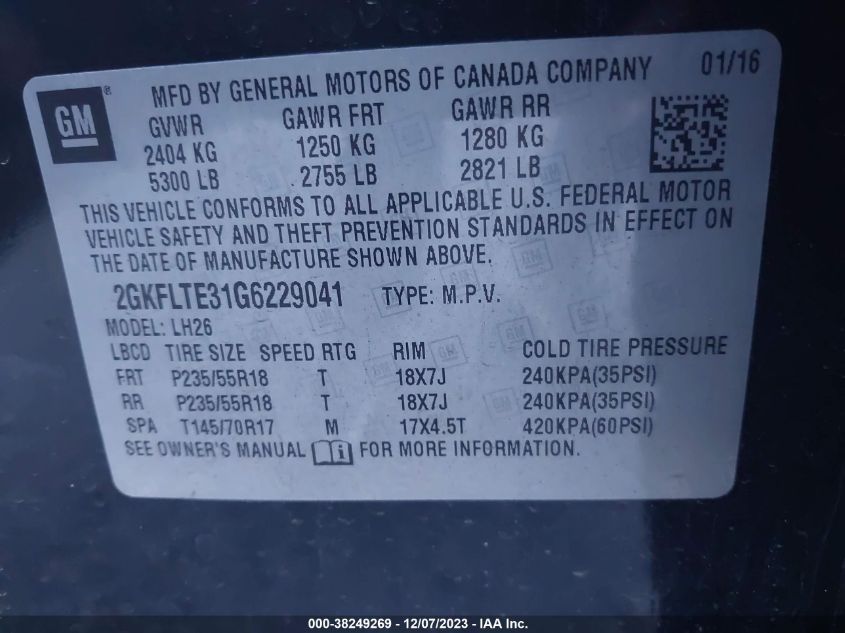 GM ®
MFD BY GENERAL MOTORS OF CANADA COMPANY 01/16
GVWR GAWR FRT GAWR RR
2404 KG 1250 KG 1280 KG
5300 LB 2755 LB 2821 LB
THIS VEHICLE CONFORMS TO ALL APPLICABLE U.S. FEDERAL MOTOR
VEHICLE SAFETY AND THEFT PREVENTION STANDARDS IN EFFECT ON
THE DATE OF MANUFACTURE SHOWN ABOVE.
2GKFLTE31G6229041 TYPE: M.P.V.
MODEL: LH26
LBCD TIRE SIZE SPEED RTG RIM COLD TIRE PRESSURE
FRT P235/55R18 T 18X7J 240KPA(35PSI)
RR P235/55R18 T 18X7J 240KPA(35PSI)
SPA T145/70R17 M 17X4.5T 420KPA(60PSI)
SEE OWNER'S MANUAL FOR MORE INFORMATION.
000-38249269 - 12/07/2023 - IAA Inc.